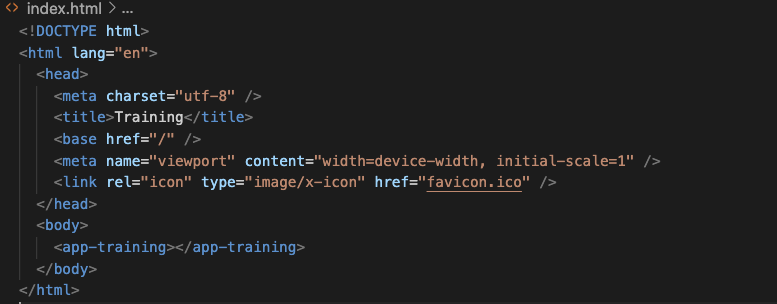 <> index.html > ...
<!DOCTYPE html>
<html lang="en">
<head>
<meta charset="utf-8" />
<title>Training</title>
<base href="/" />
<meta name="viewport" content="width=device-width, initial-scale=1" />
<link rel="icon" type="image/x-icon" href="favicon.ico" />
</head>
<body>
<app-training></app-training>
</body>
</html>